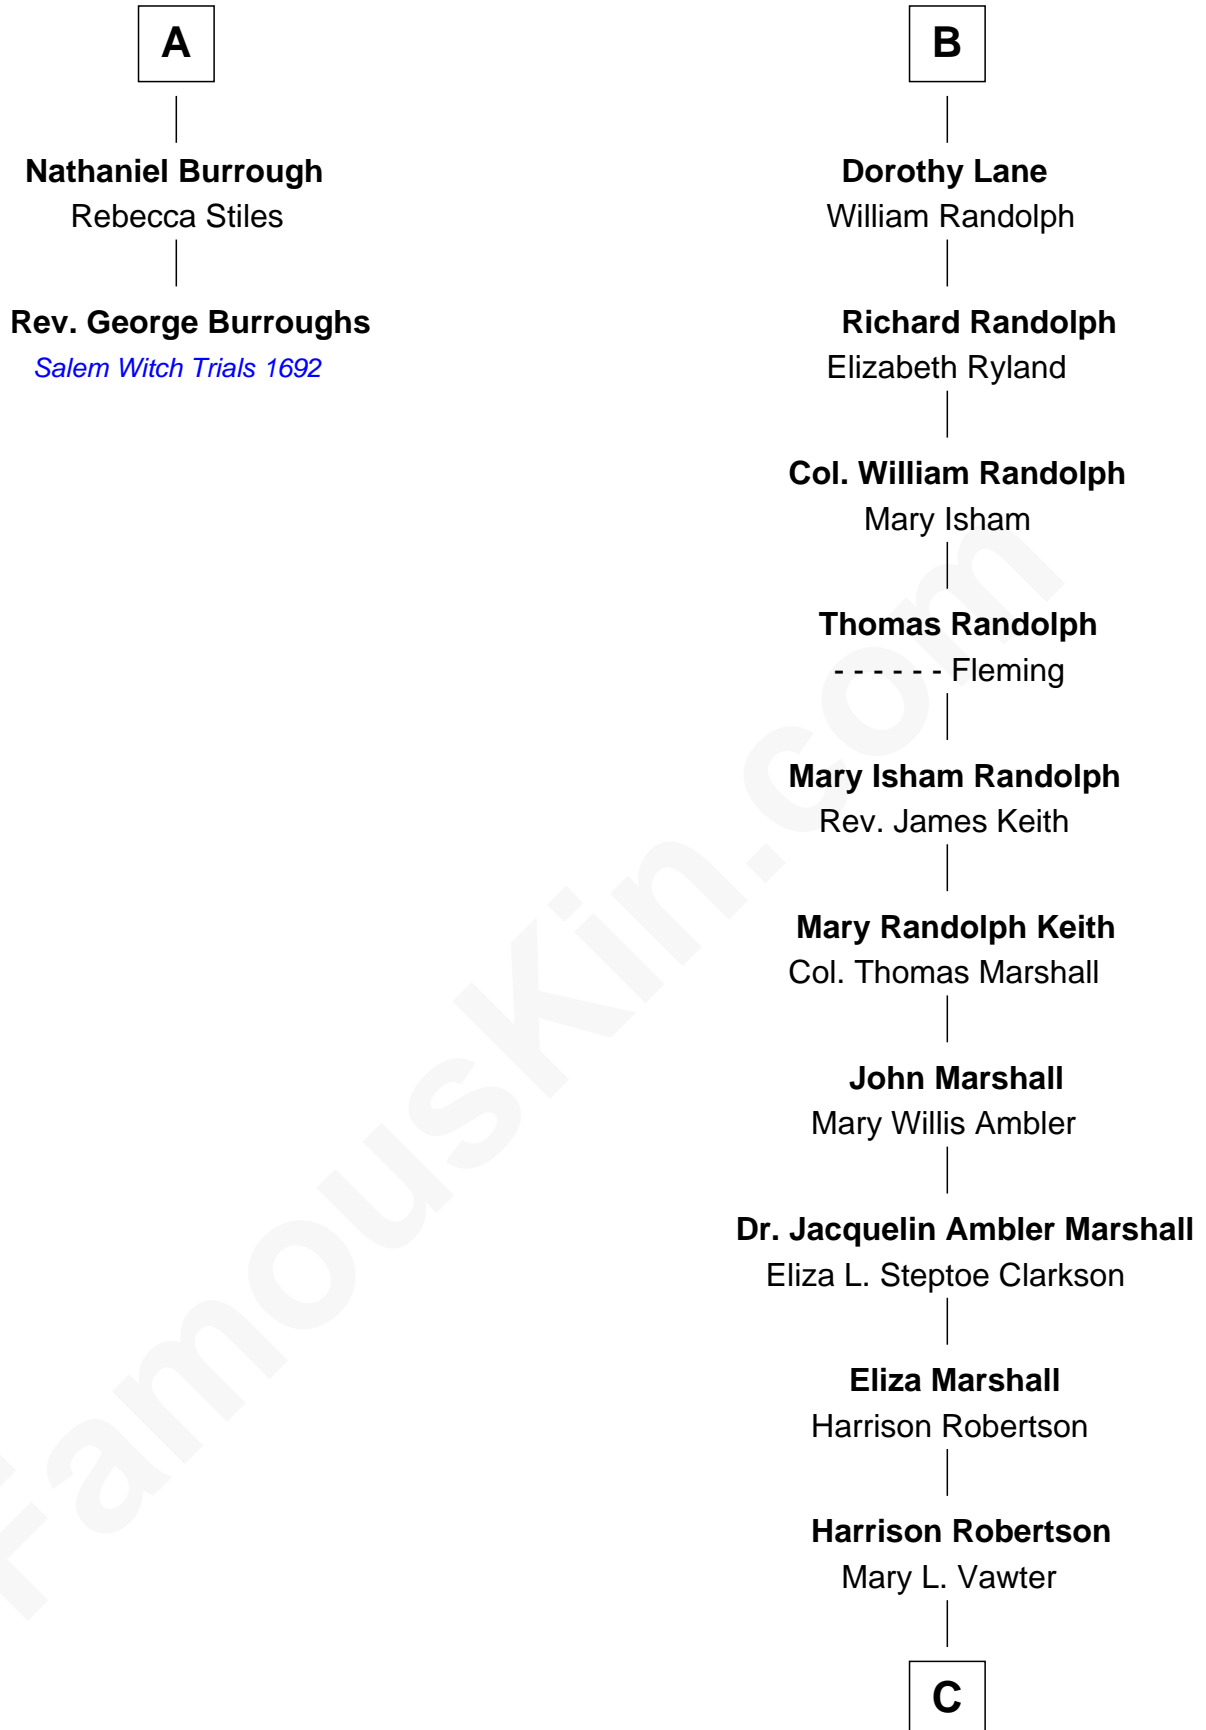 A
Nathaniel Burrough
Rebecca Stiles
Rev. George Burroughs
Salem Witch Trials 1692
B
Dorothy Lane
William Randolph
Richard Randolph
Elizabeth Ryland
Col. William Randolph
Mary Isham
Thomas Randolph
- - - - - - Fleming
Mary Isham Randolph
Rev. James Keith
Mary Randolph Keith
Col. Thomas Marshall
John Marshall
Mary Willis Ambler
Dr. Jacquelin Ambler Marshall
Eliza L. Steptoe Clarkson
Eliza Marshall
Harrison Robertson
Harrison Robertson
Mary L. Vawter
C
FamousKin.com